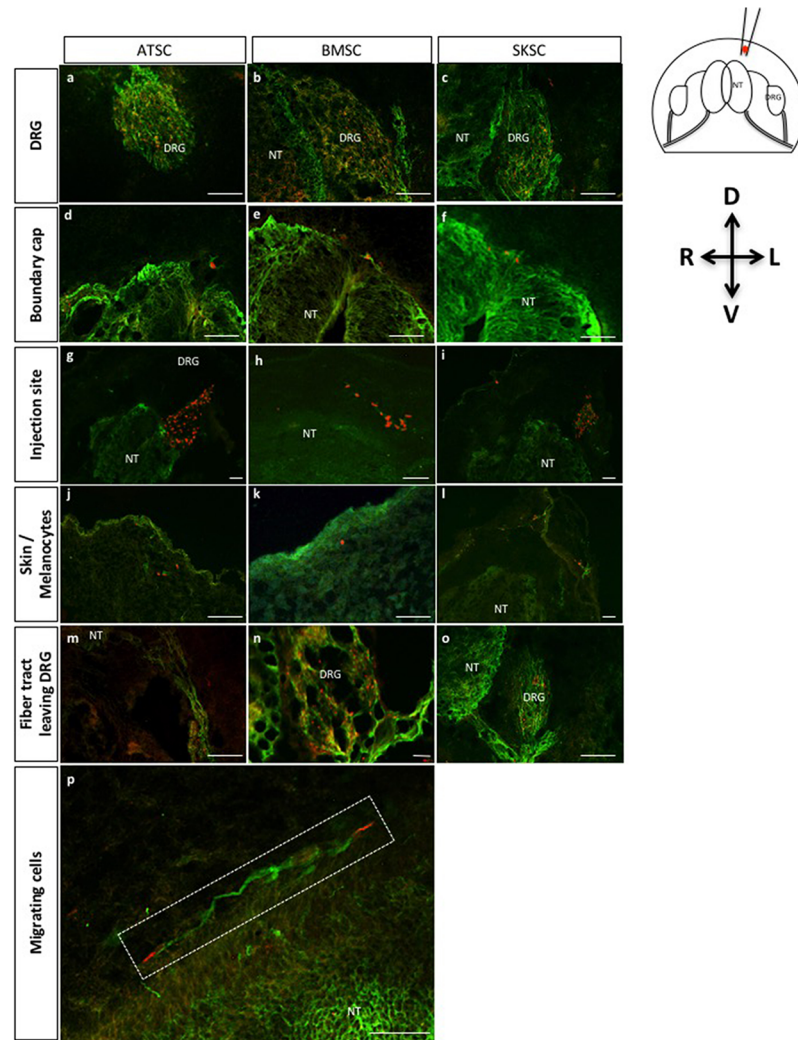 ATSC
BMSC
SKSC
NT
DRG
DRG
a
DRG
b
NT
DRG
c
NT
DRG
Boundary cap
d
e
NT
f
NT
Injection site
g
DRG
NT
h
NT
i
NT
Skin /
Melanocytes
j
k
l
NT
Fiber tract
leaving DRG
m
NT
n
DRG
o
NT
DRG
Migrating cells
p
NT
D
R
L
V